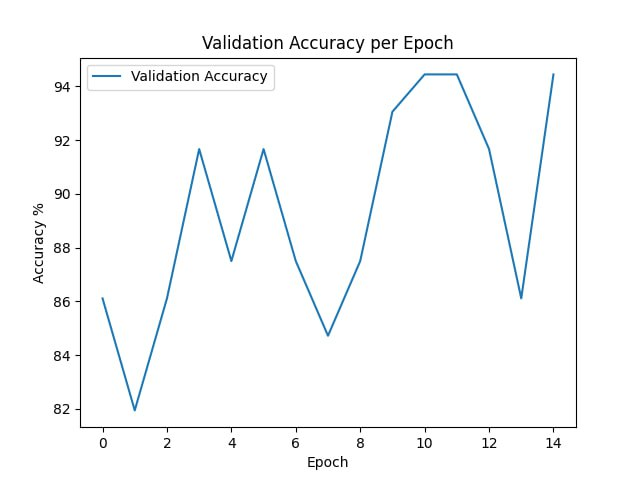 Validation Accuracy per Epoch
Validation Accuracy
94
92
90
88
86
84
82
Accuracy %
0 2 4 6 8 10 12 14
Epoch